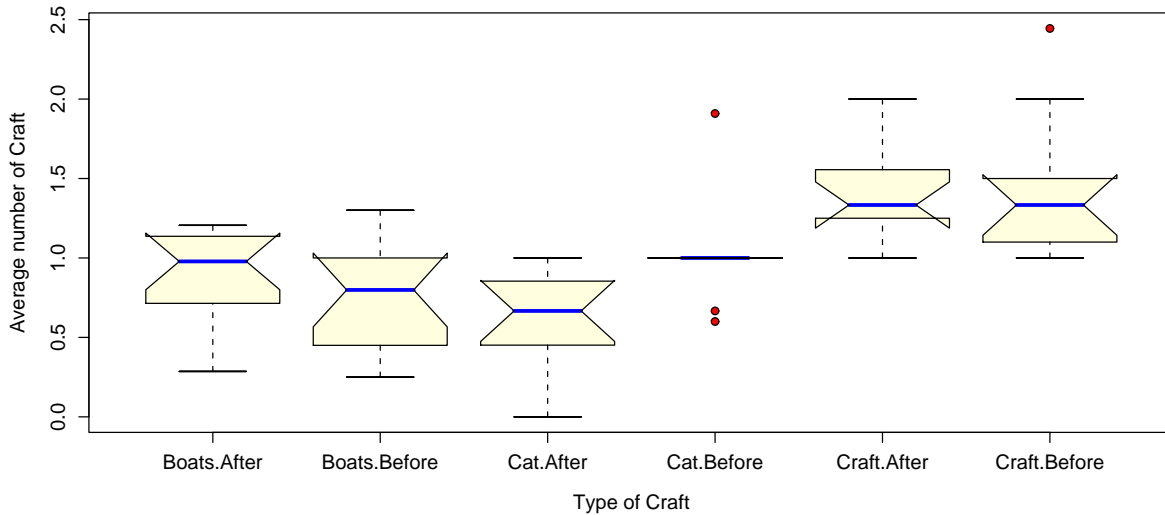 2.5
2.0
1.5
1.0
0.5
0.0
Average number of Craft
Boats.After Boats.Before Cat.After Cat.Before Craft.After Craft.Before
Type of Craft